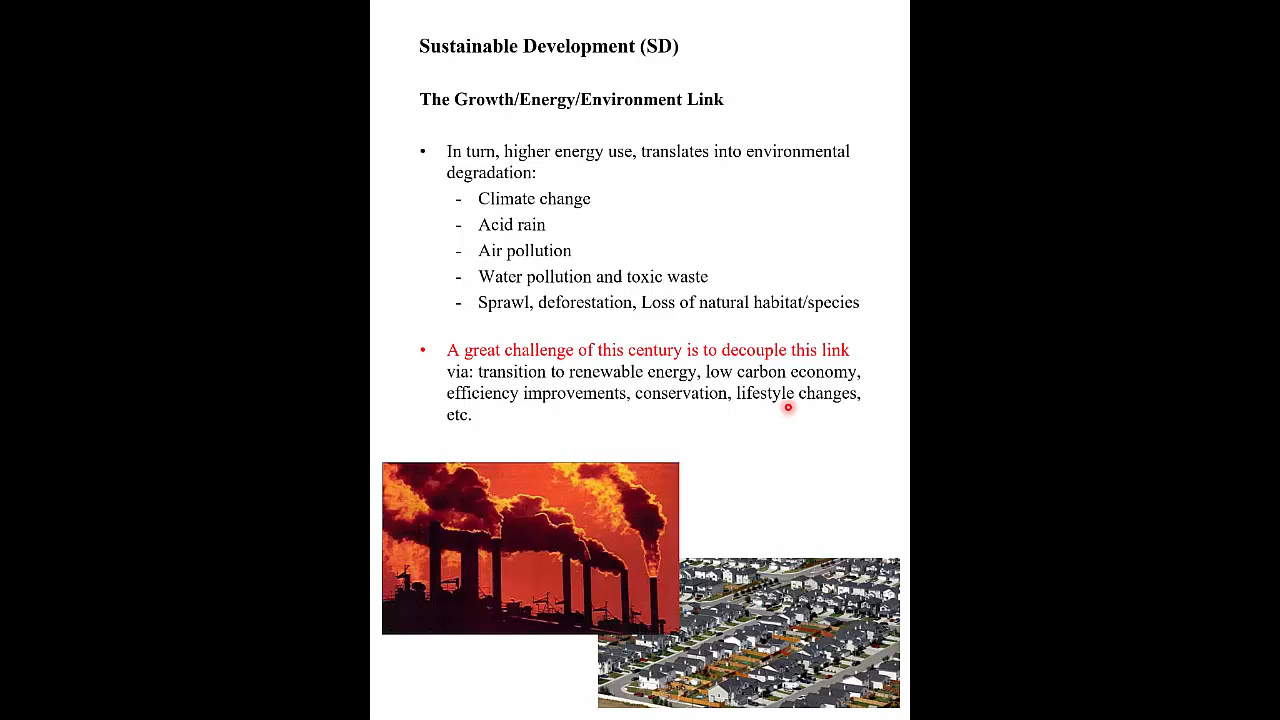 Sustainable Development (SD)
The Growth/Energy/Environment Link
• In turn, higher energy use, translates into environmental
degradation:
- Climate change
- Acid rain
- Air pollution
- Water pollution and toxic waste
- Sprawl, deforestation, Loss of natural habitat/species
• A great challenge of this century is to decouple this link
via: transition to renewable energy, low carbon economy,
efficiency improvements, conservation, lifestyle changes,
etc.